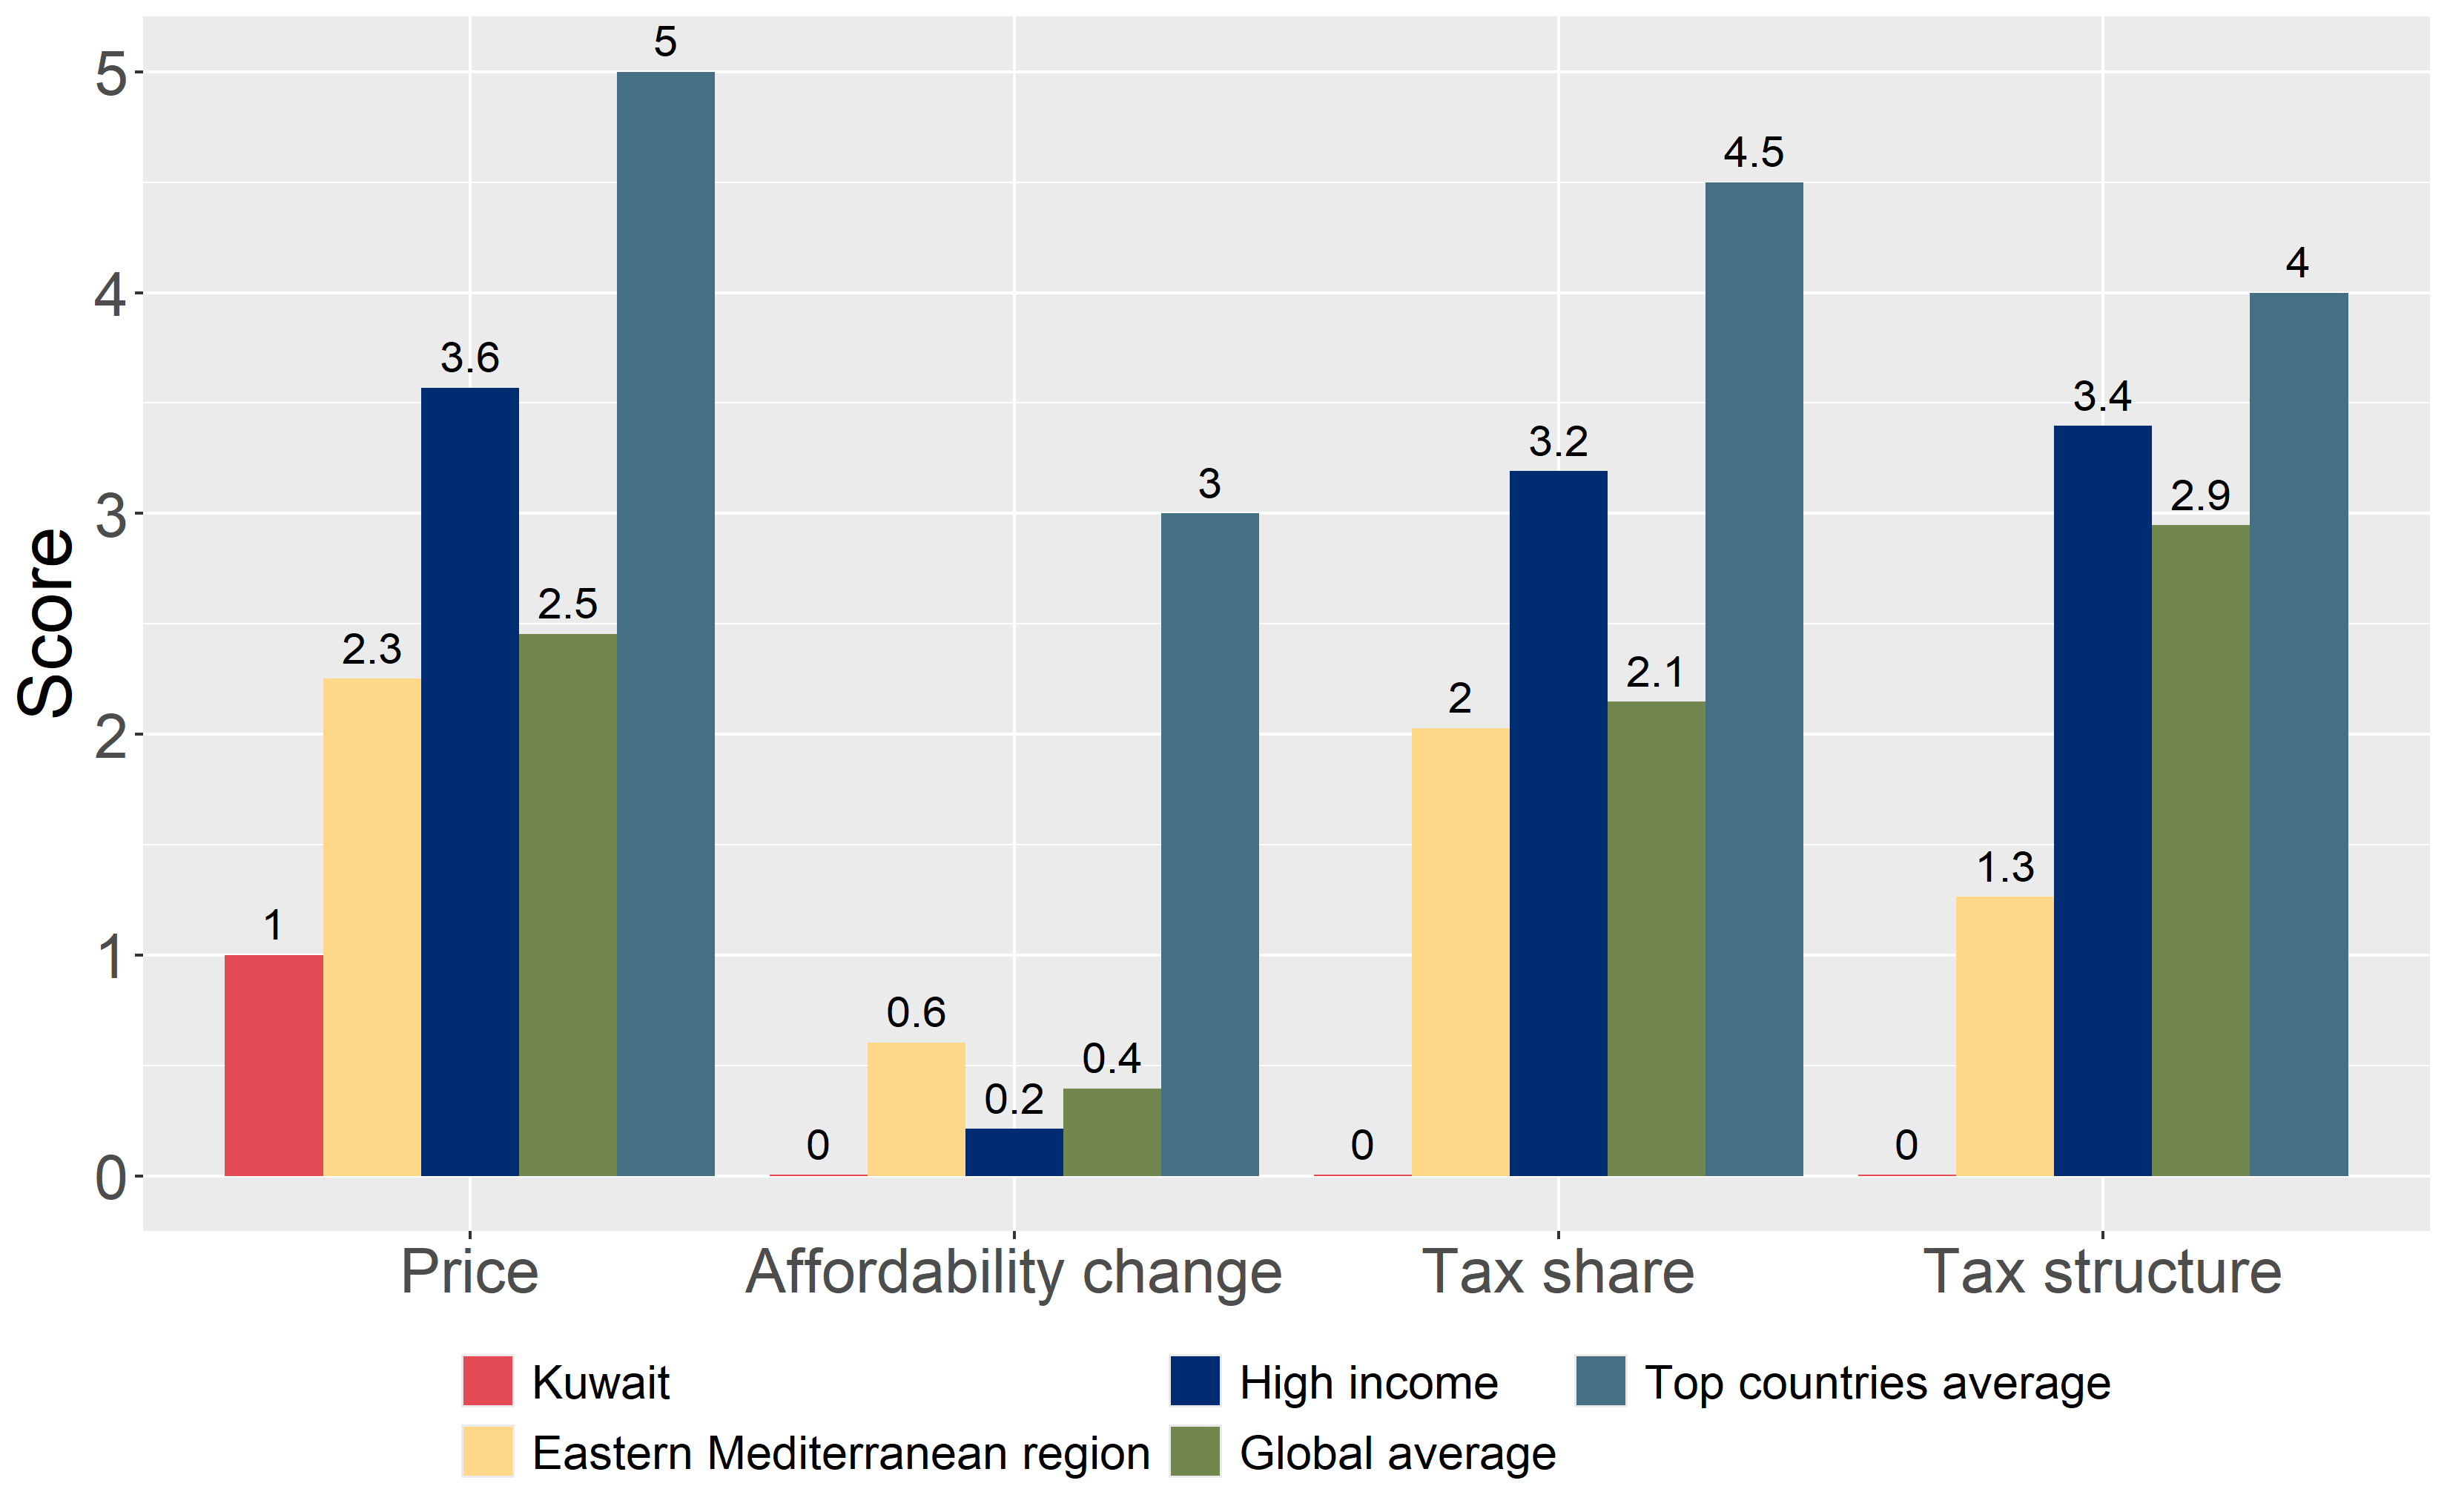 Score
5
4
3
2
1
0
1
2.3
3.6
2.5
5
0
0.6
0.2
0.4
3
0
2
3.2
2.1
4.5
0
1.3
3.4
2.9
4
Price
Affordability change
Tax share
Tax structure
Kuwait
High income
Top countries average
Eastern Mediterranean region
Global average